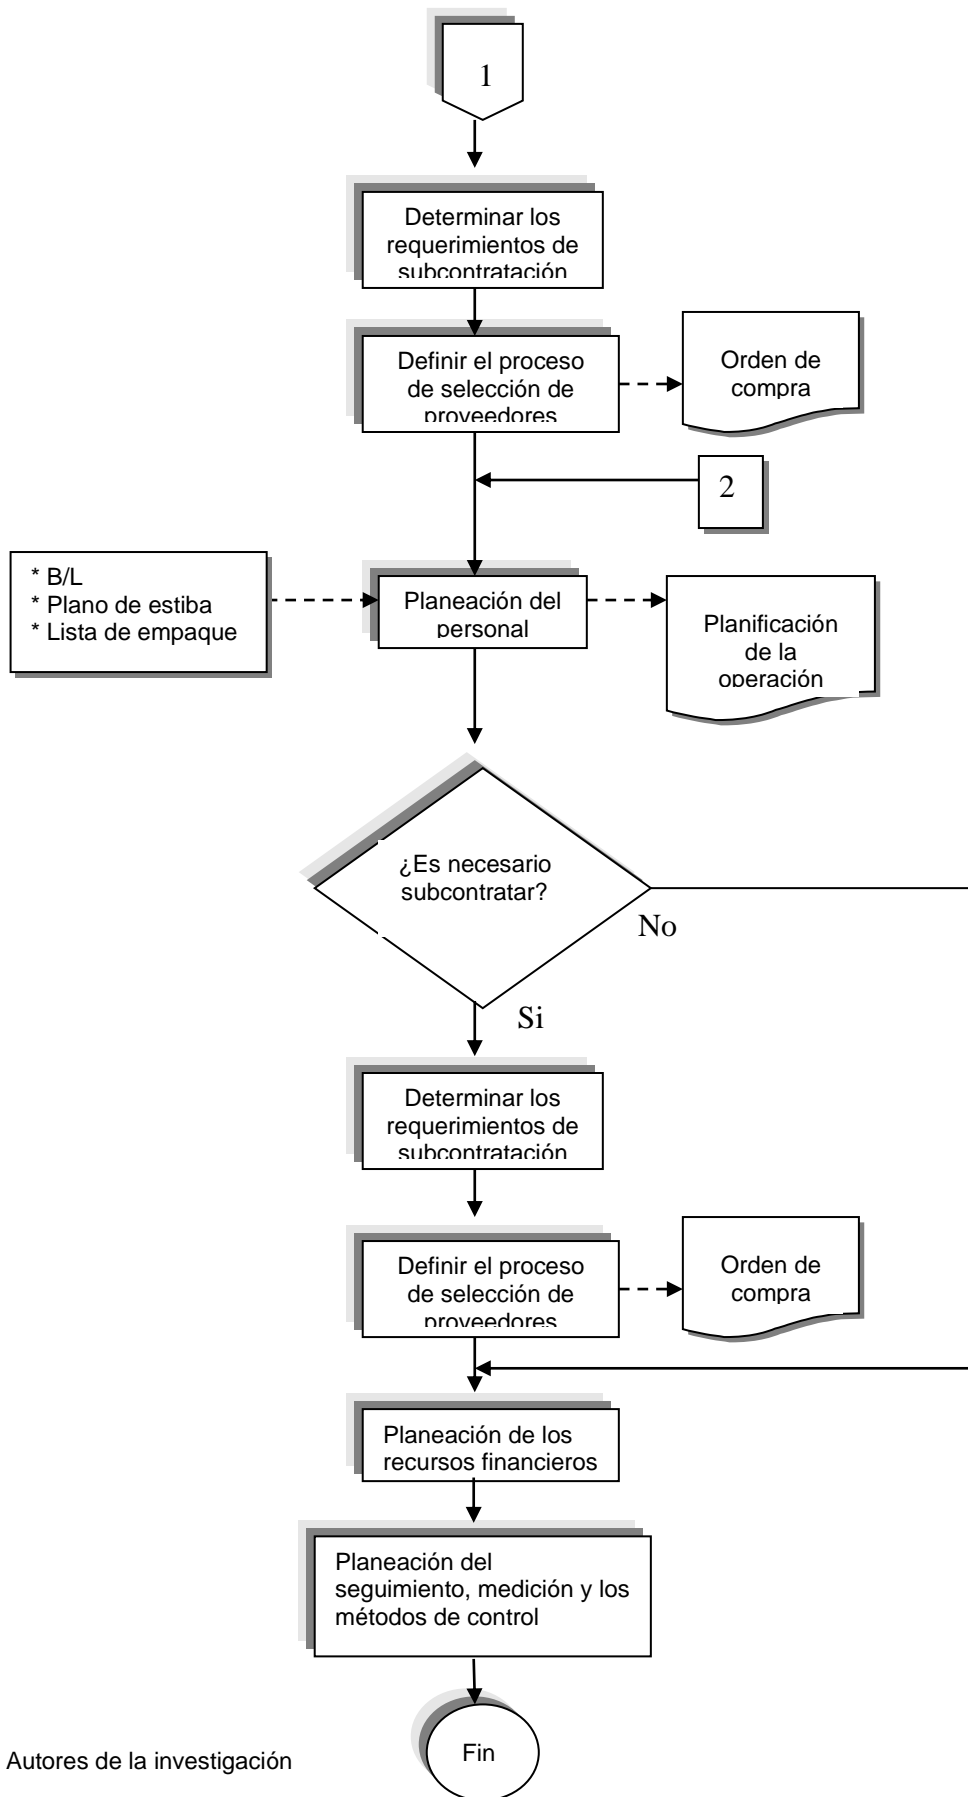 1
Determinar los
requerimientos de
subcontratación
Definir el proceso
de selección de
proveedores
Orden de
compra
2
* B/L
* Plano de estiba
* Lista de empaque
Planeación del
personal
Planificación
de la
operación
¿Es necesario
subcontratar?
No
Si
Determinar los
requerimientos de
subcontratación
Definir el proceso
de selección de
proveedores
Orden de
compra
Planeación de los
recursos financieros
Planeación del
seguimiento, medición y los
métodos de control
Fin
Autores de la investigación